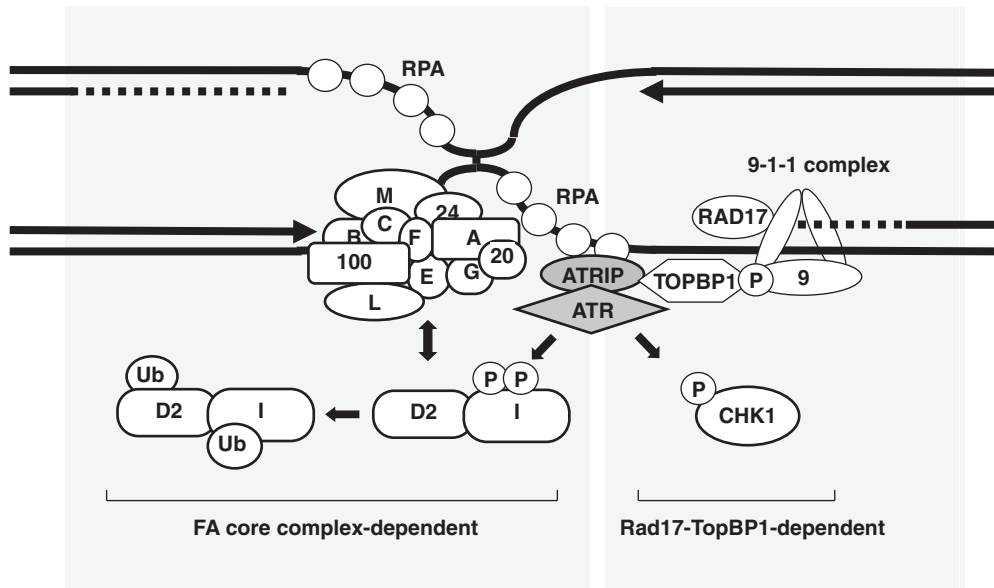 RPA
9-1-1 complex
M
RPA
RAD17
24
C
B
F
A
100
20
G
E
ATRIP
TOPBP1
P
9
L
ATR
Ub
P P
P
D2
I
D2
I
CHK1
Ub
FA core complex-dependent
Rad17-TopBP1-dependent